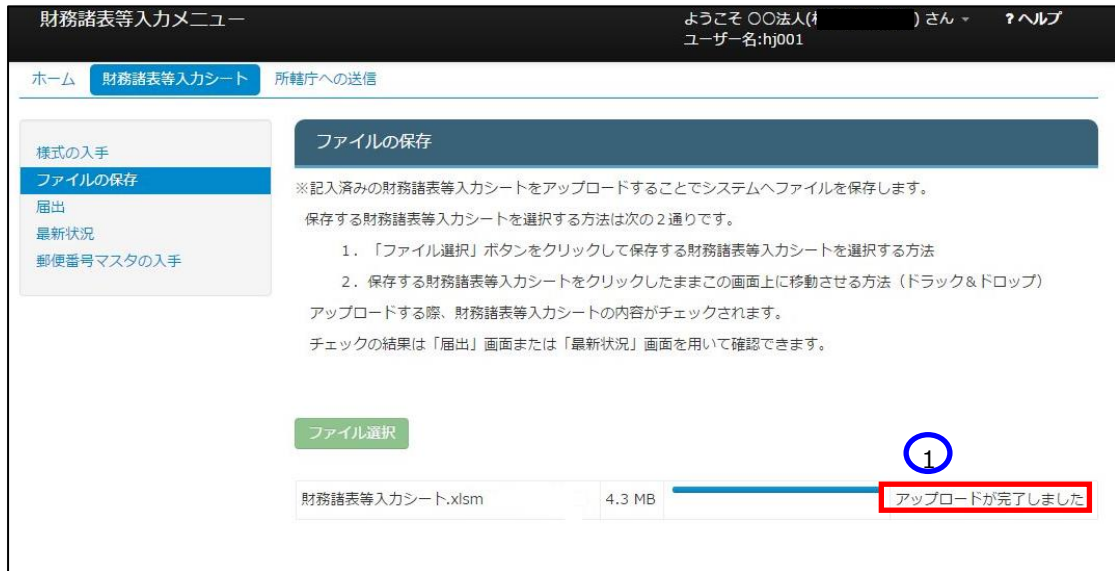 財務諸表等入力メニュー
ようこそ 〇〇法人( ) さん
? ヘルプ
ユーザー名:hj001
ホーム 財務諸表等入力シート 所轄庁への送信
様式の入手
ファイルの保存
届出
最新状況
郵便番号マスタの入手
ファイルの保存
※記入済みの財務諸表等入力シートをアップロードすることでシステムへファイルを保存します。
保存する財務諸表等入力シートを選択する方法は次の２通りです。
１．「ファイル選択」ボタンをクリックして保存する財務諸表等入力シートを選択する方法
２．保存する財務諸表等入力シートをクリックしたままこの画面上に移動させる方法（ドラック＆ドロップ）
アップロードする際、財務諸表等入力シートの内容がチェックされます。
チェックの結果は「届出」画面または「最新状況」画面を用いて確認できます。
ファイル選択
1
財務諸表等入力シート.xlsm 4.3 MB アップロードが完了しました